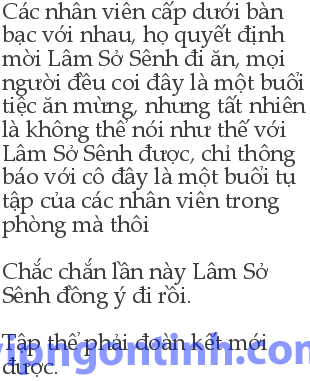 Các nhân viên cấp dưới bàn
bạc với nhau, họ quyết định
mời Lâm Sở Sênh đi ăn, mọi
người đều coi đây là một buổi
tiệc ăn mừng, nhưng tất nhiên
là không thể nói như thế với
Lâm Sở Sênh được, chỉ thông
báo với cô đây là một buổi tụ
tập của các nhân viên trong
phòng mà thôi
Chắc chắn lần này Lâm Sở
Sênh đồng ý đi rồi.
Tập thể phải đoàn kết mới
được.